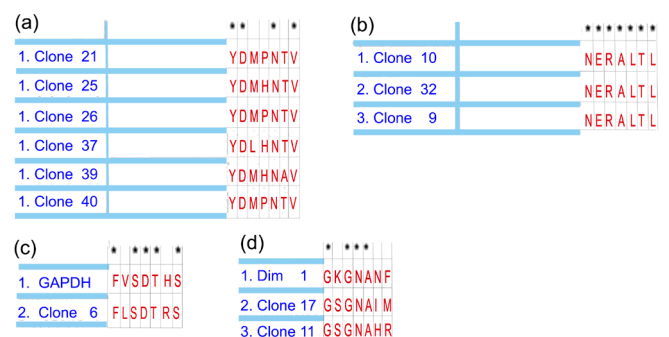 (a)
* * * *
1. Clone 21 YDMPNTV
1. Clone 25 YDMHNTV
1. Clone 26 YDMPNTV
1. Clone 37 YDLHNTV
1. Clone 39 YDMHNAV
1. Clone 40 YDMPNTV
(b)
* * * * * * *
1. Clone 10 NERALTL
2. Clone 32 NERALTL
3. Clone 9 NERALTL
(c)
* * * * *
1. GAPDH FVSDTHS
2. Clone 6 FLSDTRS
(d)
* * * *
1. Dim 1 GKGNANF
2. Clone 17 GSGNAIM
3. Clone 11 GSGNAHR